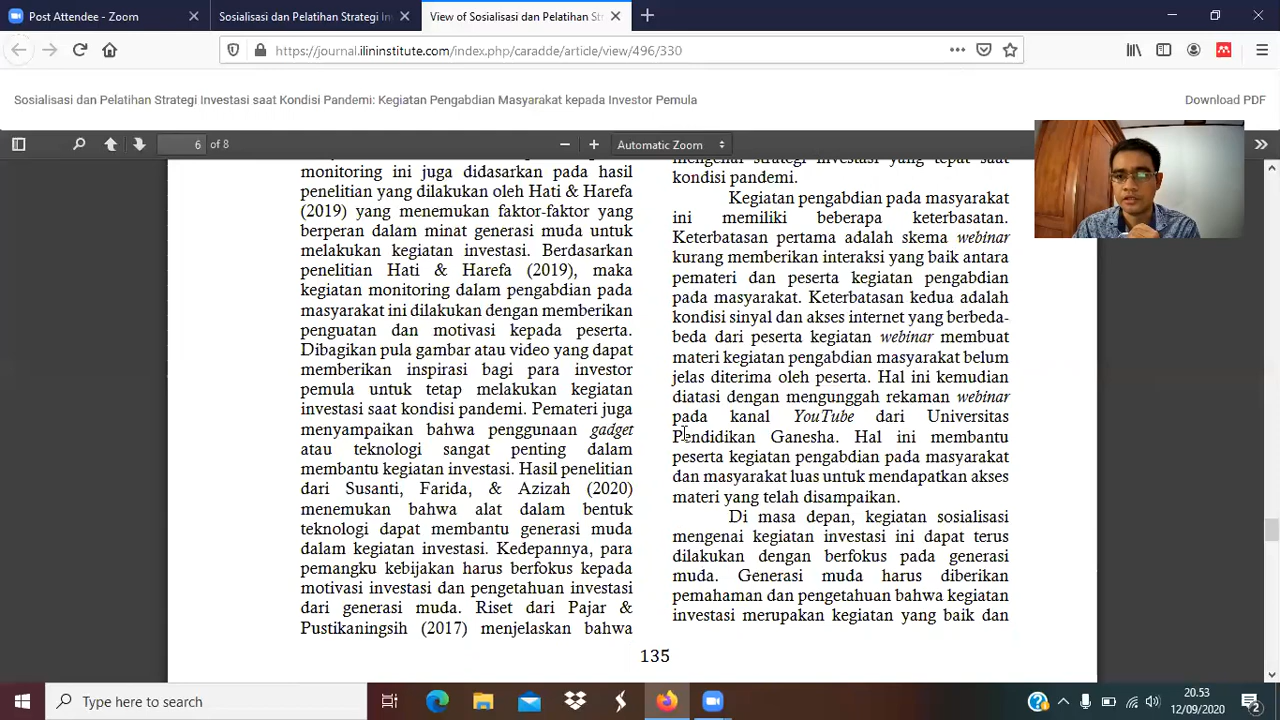 Post Attendee - Zoom
Sosialisasi dan Pelatihan Strategi In
View of Sosialisasi dan Pelatihan Str
https://journal.ilininstitute.com/index.php/caradde/article/view/496/330
Sosialisasi dan Pelatihan Strategi Investasi saat Kondisi Pandemi: Kegiatan Pengabdian Masyarakat kepada Investor Pemula
Download PDF
6 of 8
Automatic Zoom
monitoring ini juga didasarkan pada hasil
penelitian yang dilakukan oleh Hati & Harefa
(2019) yang menemukan faktor-faktor yang
berperan dalam minat generasi muda untuk
melakukan kegiatan investasi. Berdasarkan
penelitian Hati & Harefa (2019), maka
kegiatan monitoring dalam pengabdian pada
masyarakat ini dilakukan dengan memberikan
penguatan dan motivasi kepada peserta.
Dibagikan pula gambar atau video yang dapat
memberikan inspirasi bagi para investor
pemula untuk tetap melakukan kegiatan
investasi saat kondisi pandemi. Pemateri juga
menyampaikan bahwa penggunaan gadget
atau teknologi sangat penting dalam
membantu kegiatan investasi. Hasil penelitian
dari Susanti, Farida, & Azizah (2020)
menemukan bahwa alat dalam bentuk
teknologi dapat membantu generasi muda
dalam kegiatan investasi. Kedepannya, para
pemangku kebijakan harus berfokus kepada
motivasi investasi dan pengetahuan investasi
dari generasi muda. Riset dari Pajar &
Pustikaningsih (2017) menjelaskan bahwa
mengenai strategi investasi yang tepat saat
kondisi pandemi.
Kegiatan pengabdian pada masyarakat
ini memiliki beberapa keterbasatan.
Keterbatasan pertama adalah skema webinar
kurang memberikan interaksi yang baik antara
pemateri dan peserta kegiatan pengabdian
pada masyarakat. Keterbatasan kedua adalah
kondisi sinyal dan akses internet yang berbeda-
beda dari peserta kegiatan webinar membuat
materi kegiatan pengabdian masyarakat belum
jelas diterima oleh peserta. Hal ini kemudian
diatasi dengan mengunggah rekaman webinar
pada kanal YouTube dari Universitas
Pendidikan Ganesha. Hal ini membantu
peserta kegiatan pengabdian pada masyarakat
dan masyarakat luas untuk mendapatkan akses
materi yang telah disampaikan.
Di masa depan, kegiatan sosialisasi
mengenai kegiatan investasi ini dapat terus
dilakukan dengan berfokus pada generasi
muda. Generasi muda harus diberikan
pemahaman dan pengetahuan bahwa kegiatan
investasi merupakan kegiatan yang baik dan
135
Type here to search
20.53
12/09/2020
2